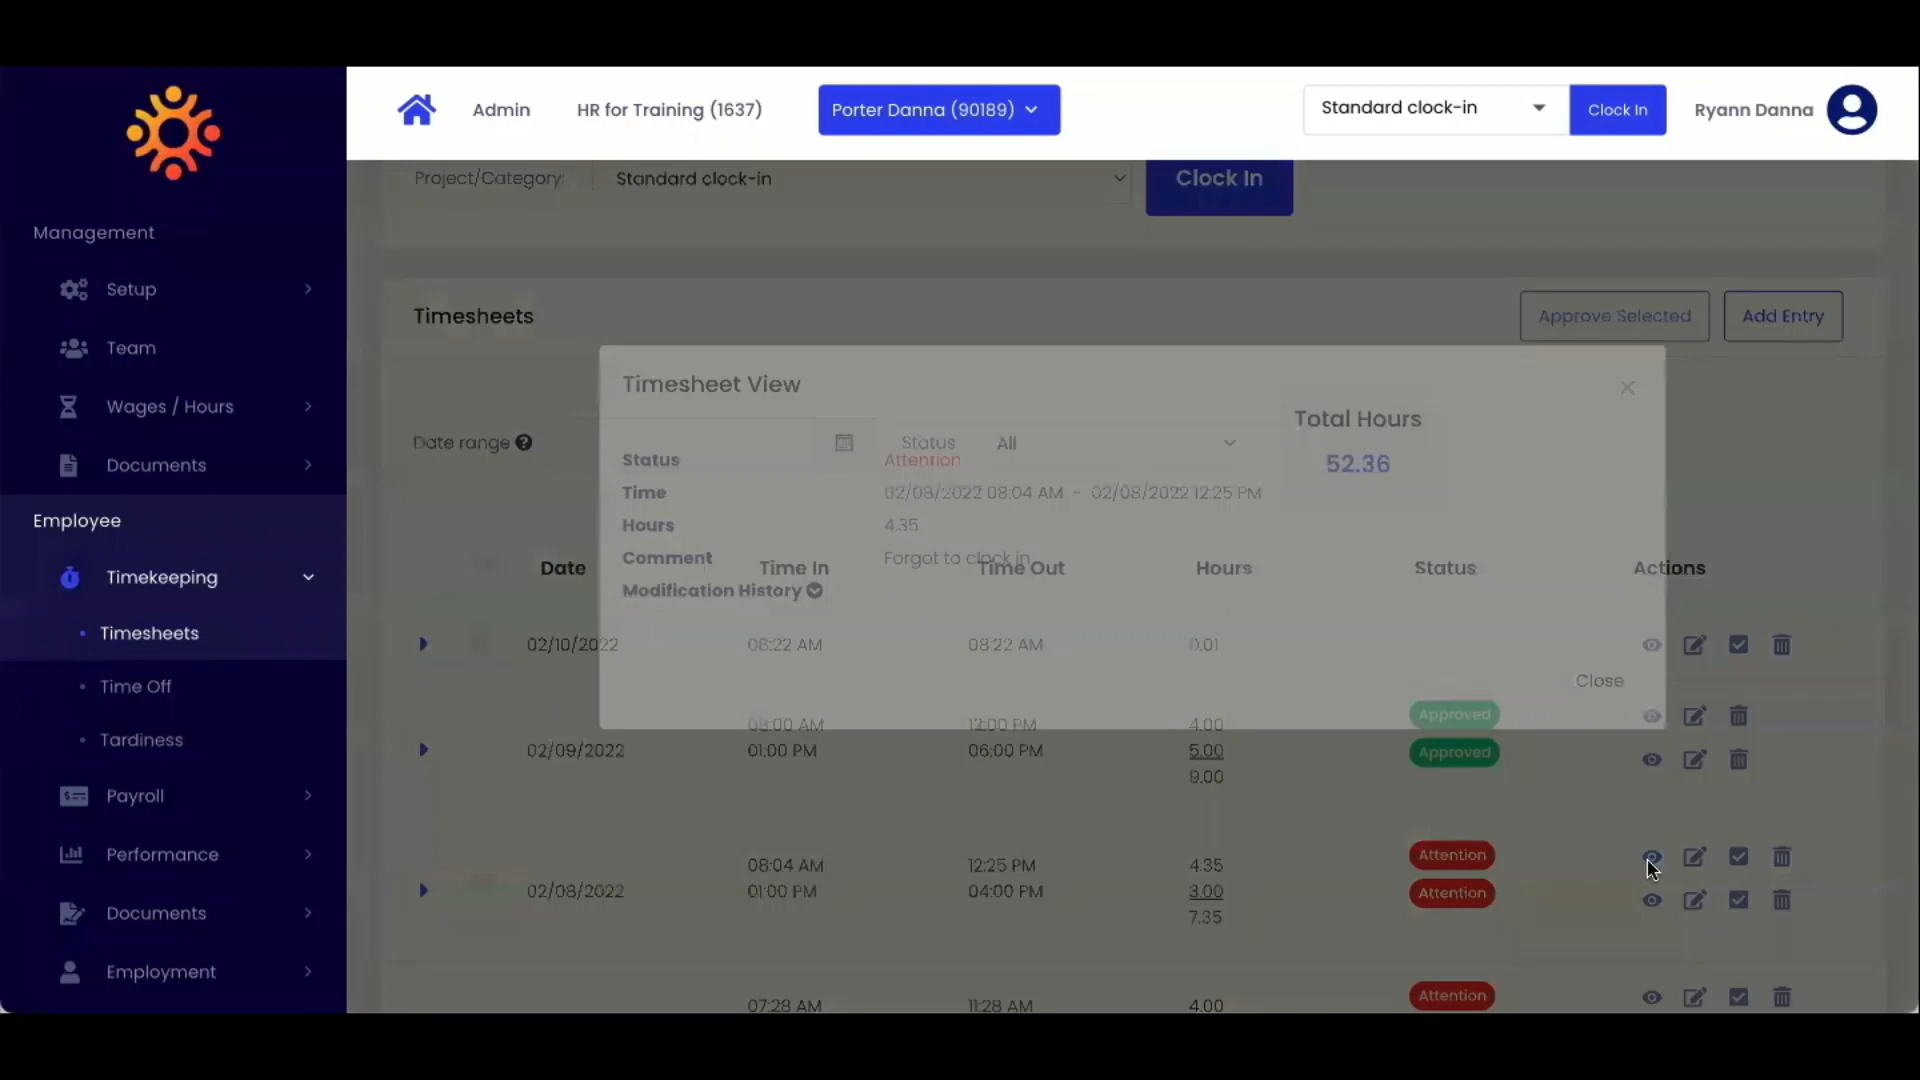 Admin
HR for Training (1637)
Porter Danna (90189)
Standard clock-in
Clock In
Ryann Danna
Management
Setup
Team
Wages / Hours
Documents
Employee
Timekeeping
Timesheets
Time Off
Tardiness
Payroll
Performance
Documents
Employment
Project/Category:
Standard clock-in
Clock In
Timesheets
Approve Selected
Add Entry
Date range
Status
All
Total Hours
52.36
Timesheet View
Status Attention
Time 02/08/2022 08:04 AM - 02/08/2022 12:25 PM
Hours 4.35
Comment Forgot to clock in
Modification History
Close
Date Time In Time Out Hours Status Actions
02/10/2022 08:22 AM 08:22 AM 0.01
08:00 AM 12:00 PM 4.00 Approved
02/09/2022 01:00 PM 06:00 PM 5.00 Approved
9.00
08:04 AM 12:25 PM 4.35 Attention
02/08/2022 01:00 PM 04:00 PM 3.00 Attention
7.35
07:28 AM 11:28 AM 4.00 Attention